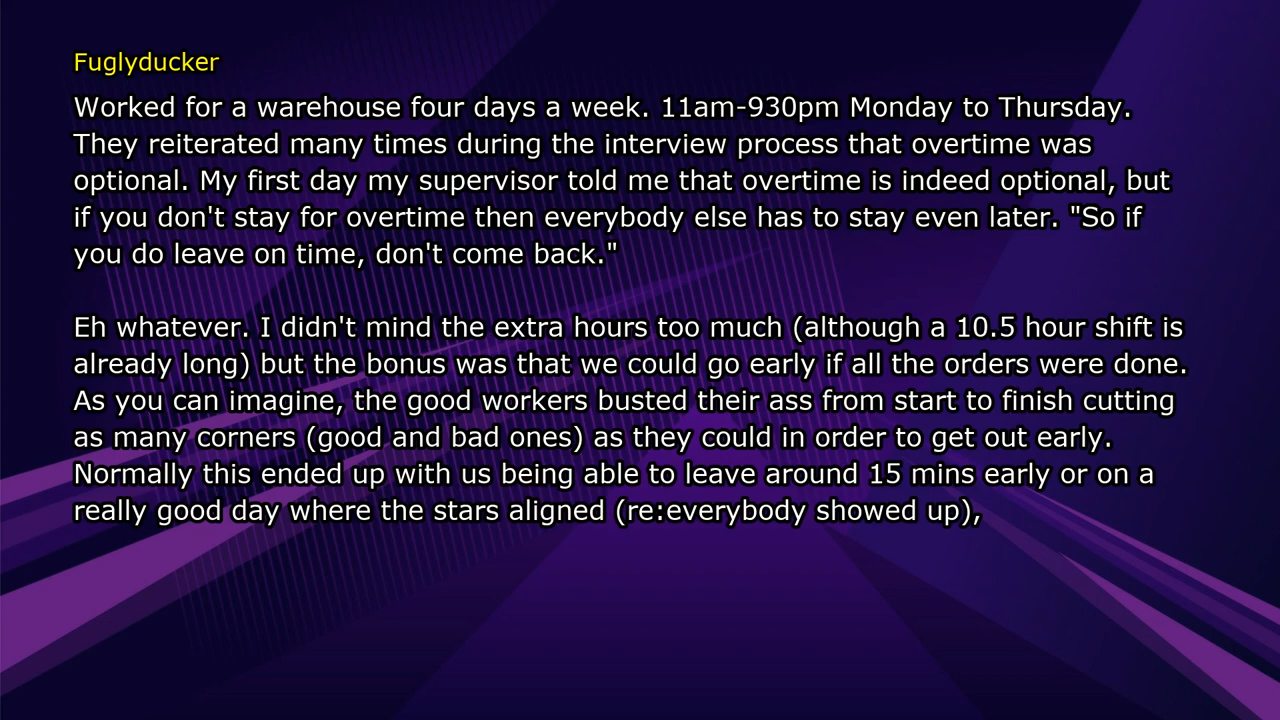 Fuglyducker
Worked for a warehouse four days a week. 11am-930pm Monday to Thursday.
They reiterated many times during the interview process that overtime was
optional. My first day my supervisor told me that overtime is indeed optional, but
if you don't stay for overtime then everybody else has to stay even later. "So if
you do leave on time, don't come back."
Eh whatever. I didn't mind the extra hours too much (although a 10.5 hour shift is
already long) but the bonus was that we could go early if all the orders were done.
As you can imagine, the good workers busted their ass from start to finish cutting
as many corners (good and bad ones) as they could in order to get out early.
Normally this ended up with us being able to leave around 15 mins early or on a
really good day where the stars aligned (re:everybody showed up),